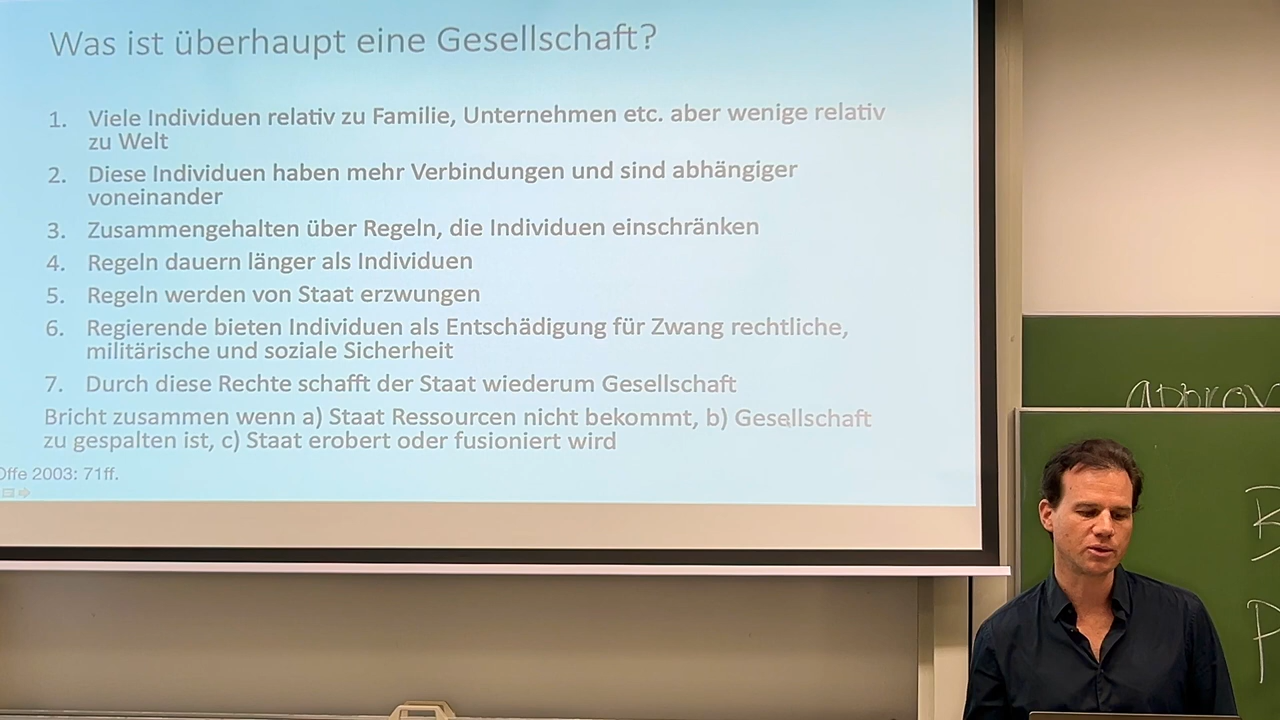 Was ist überhaupt eine Gesellschaft?
1. Viele Individuen relativ zu Familie, Unternehmen etc. aber wenige relativ
zu Welt
2. Diese Individuen haben mehr Verbindungen und sind abhängiger
voneinander
3. Zusammengehalten über Regeln, die Individuen einschränken
4. Regeln dauern länger als Individuen
5. Regeln werden von Staat erzwungen
6. Regierende bieten Individuen als Entschädigung für Zwang rechtliche,
militärische und soziale Sicherheit
7. Durch diese Rechte schafft der Staat wiederum Gesellschaft
Bricht zusammen wenn a) Staat Ressourcen nicht bekommt, b) Gesellschaft
zu gespalten ist, c) Staat erobert oder fusioniert wird
Offe 2003: 71ff.
B
P